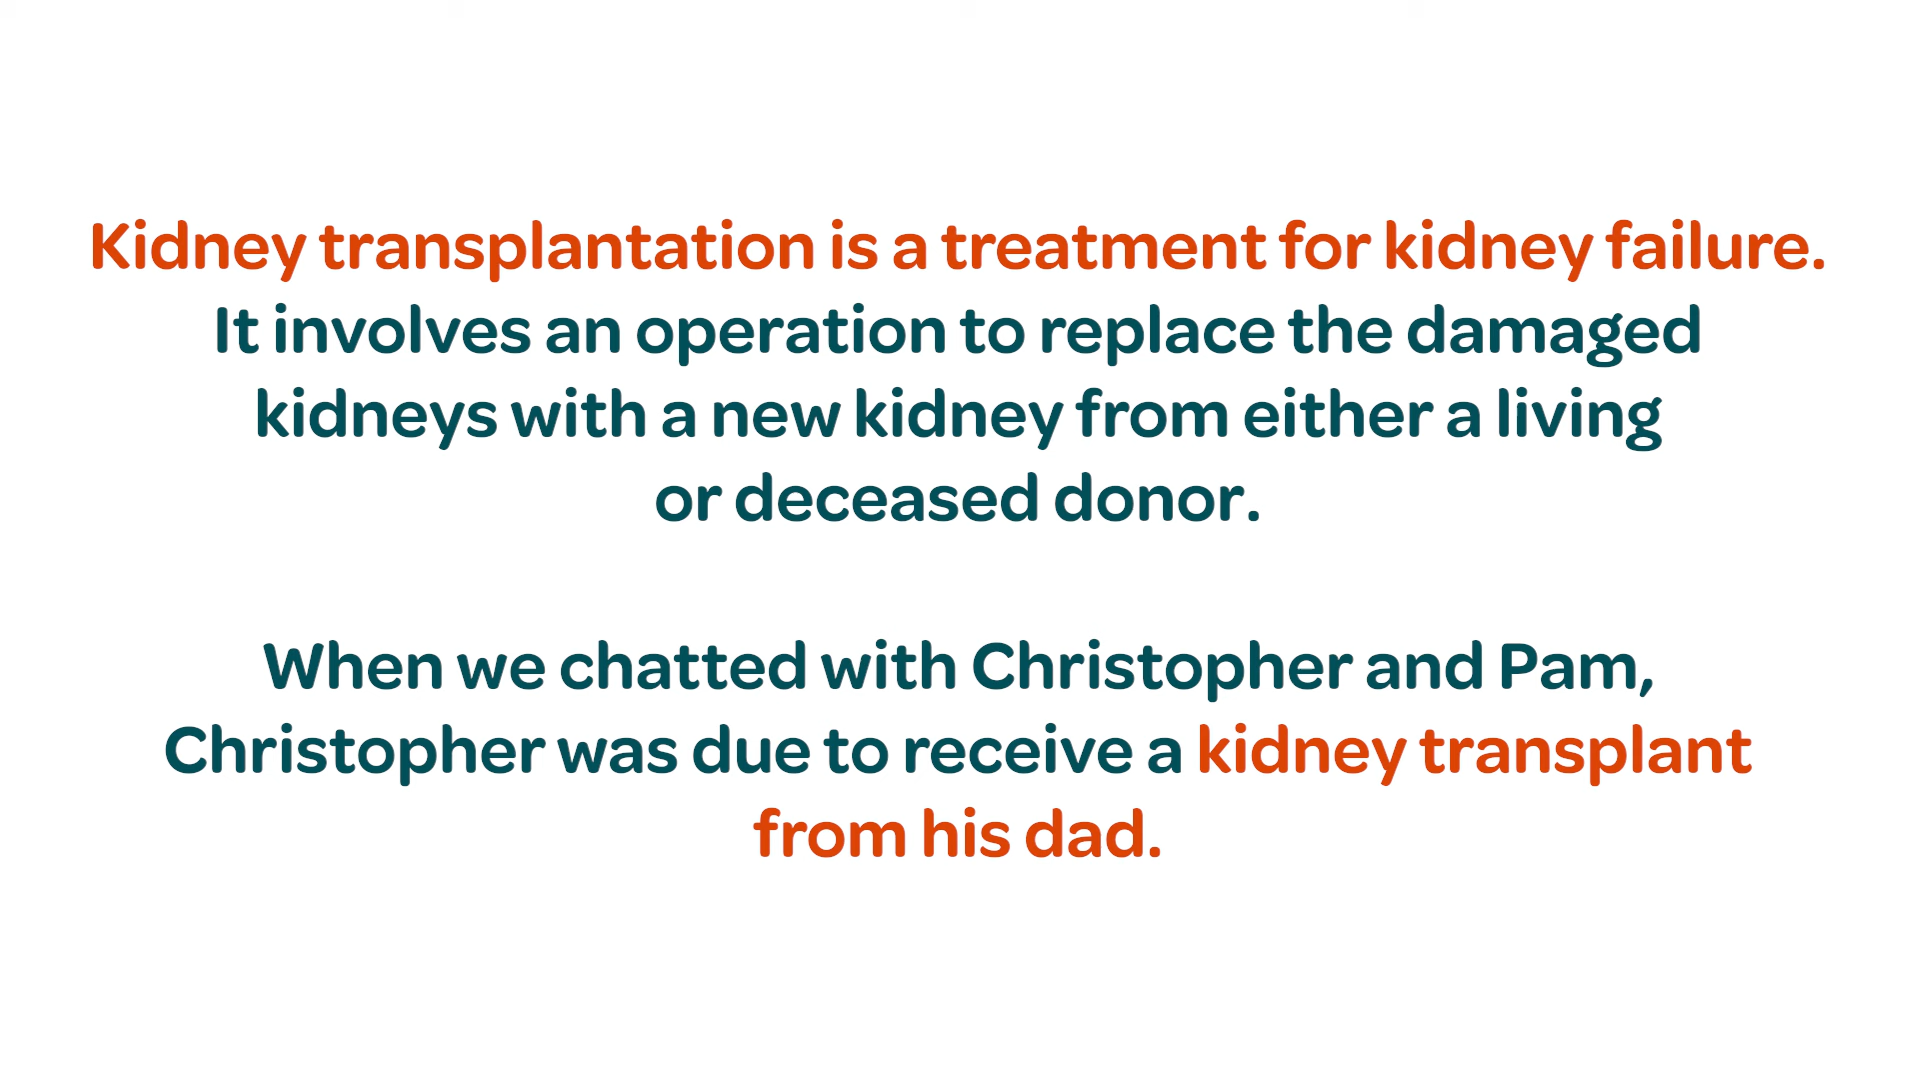 Kidney transplantation is a treatment for kidney failure.
It involves an operation to replace the damaged
kidneys with a new kidney from either a living
or deceased donor.
When we chatted with Christopher and Pam,
Christopher was due to receive a kidney transplant
from his dad.